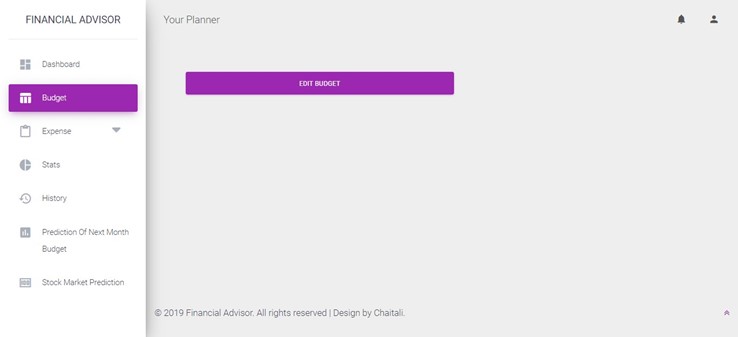 FINANCIAL ADVISOR
Your Planner
Dashboard
Budget
Expense
Stats
History
Prediction Of Next Month
Budget
Stock Market Prediction
EDIT BUDGET
© 2019 Financial Advisor. All rights reserved | Design by Chaitali.